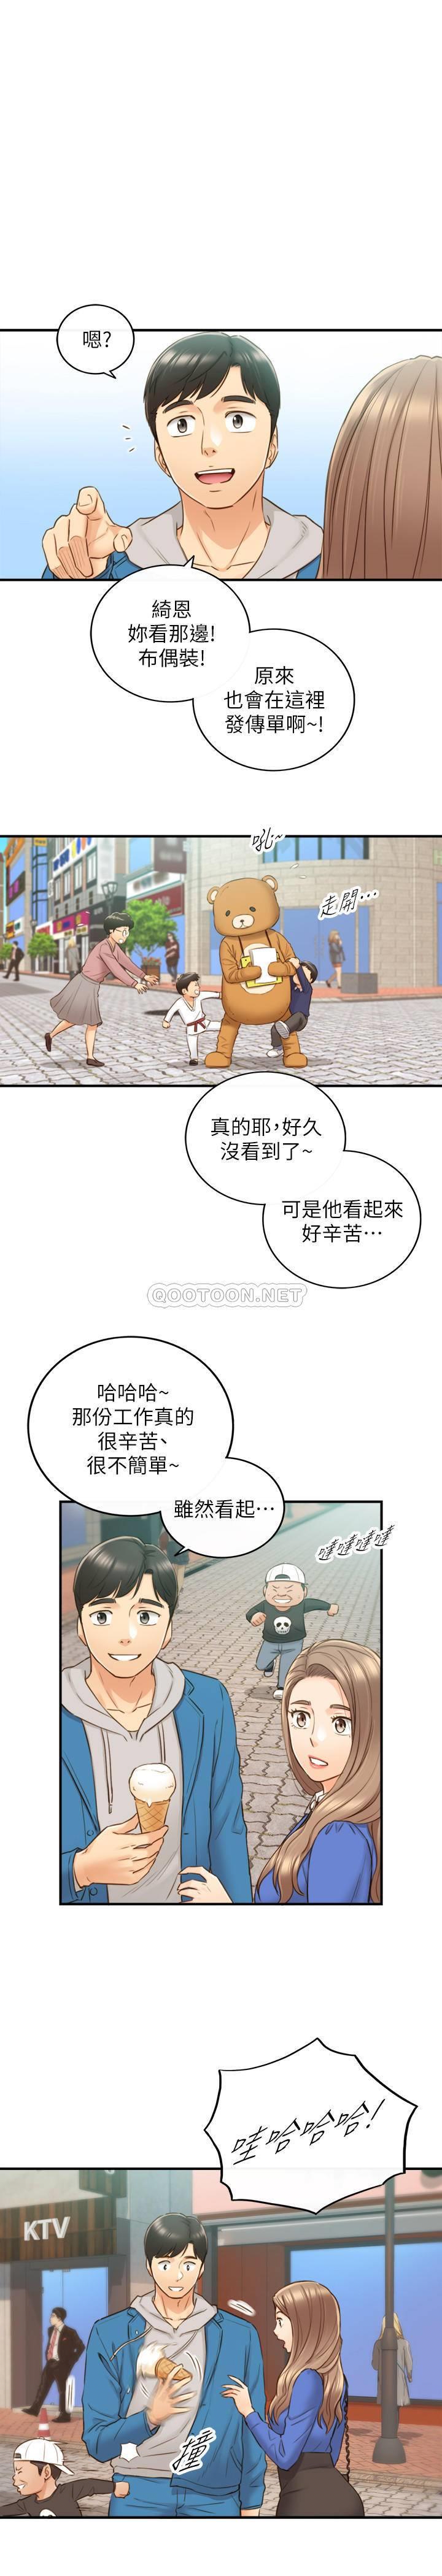 嗯?
綺恩
妳看那邊!
布偶裝!
原來
也會在這裡
發傳單啊~!
吼~
走開…
真的耶,好久
沒看到了~
可是他看起來
好辛苦…
QOOTOON.NET
哈哈哈~
那份工作真的
很辛苦、
很不簡單~
雖然看起…
噠噠噠噠
哇哈哈哈!
KTV
撞